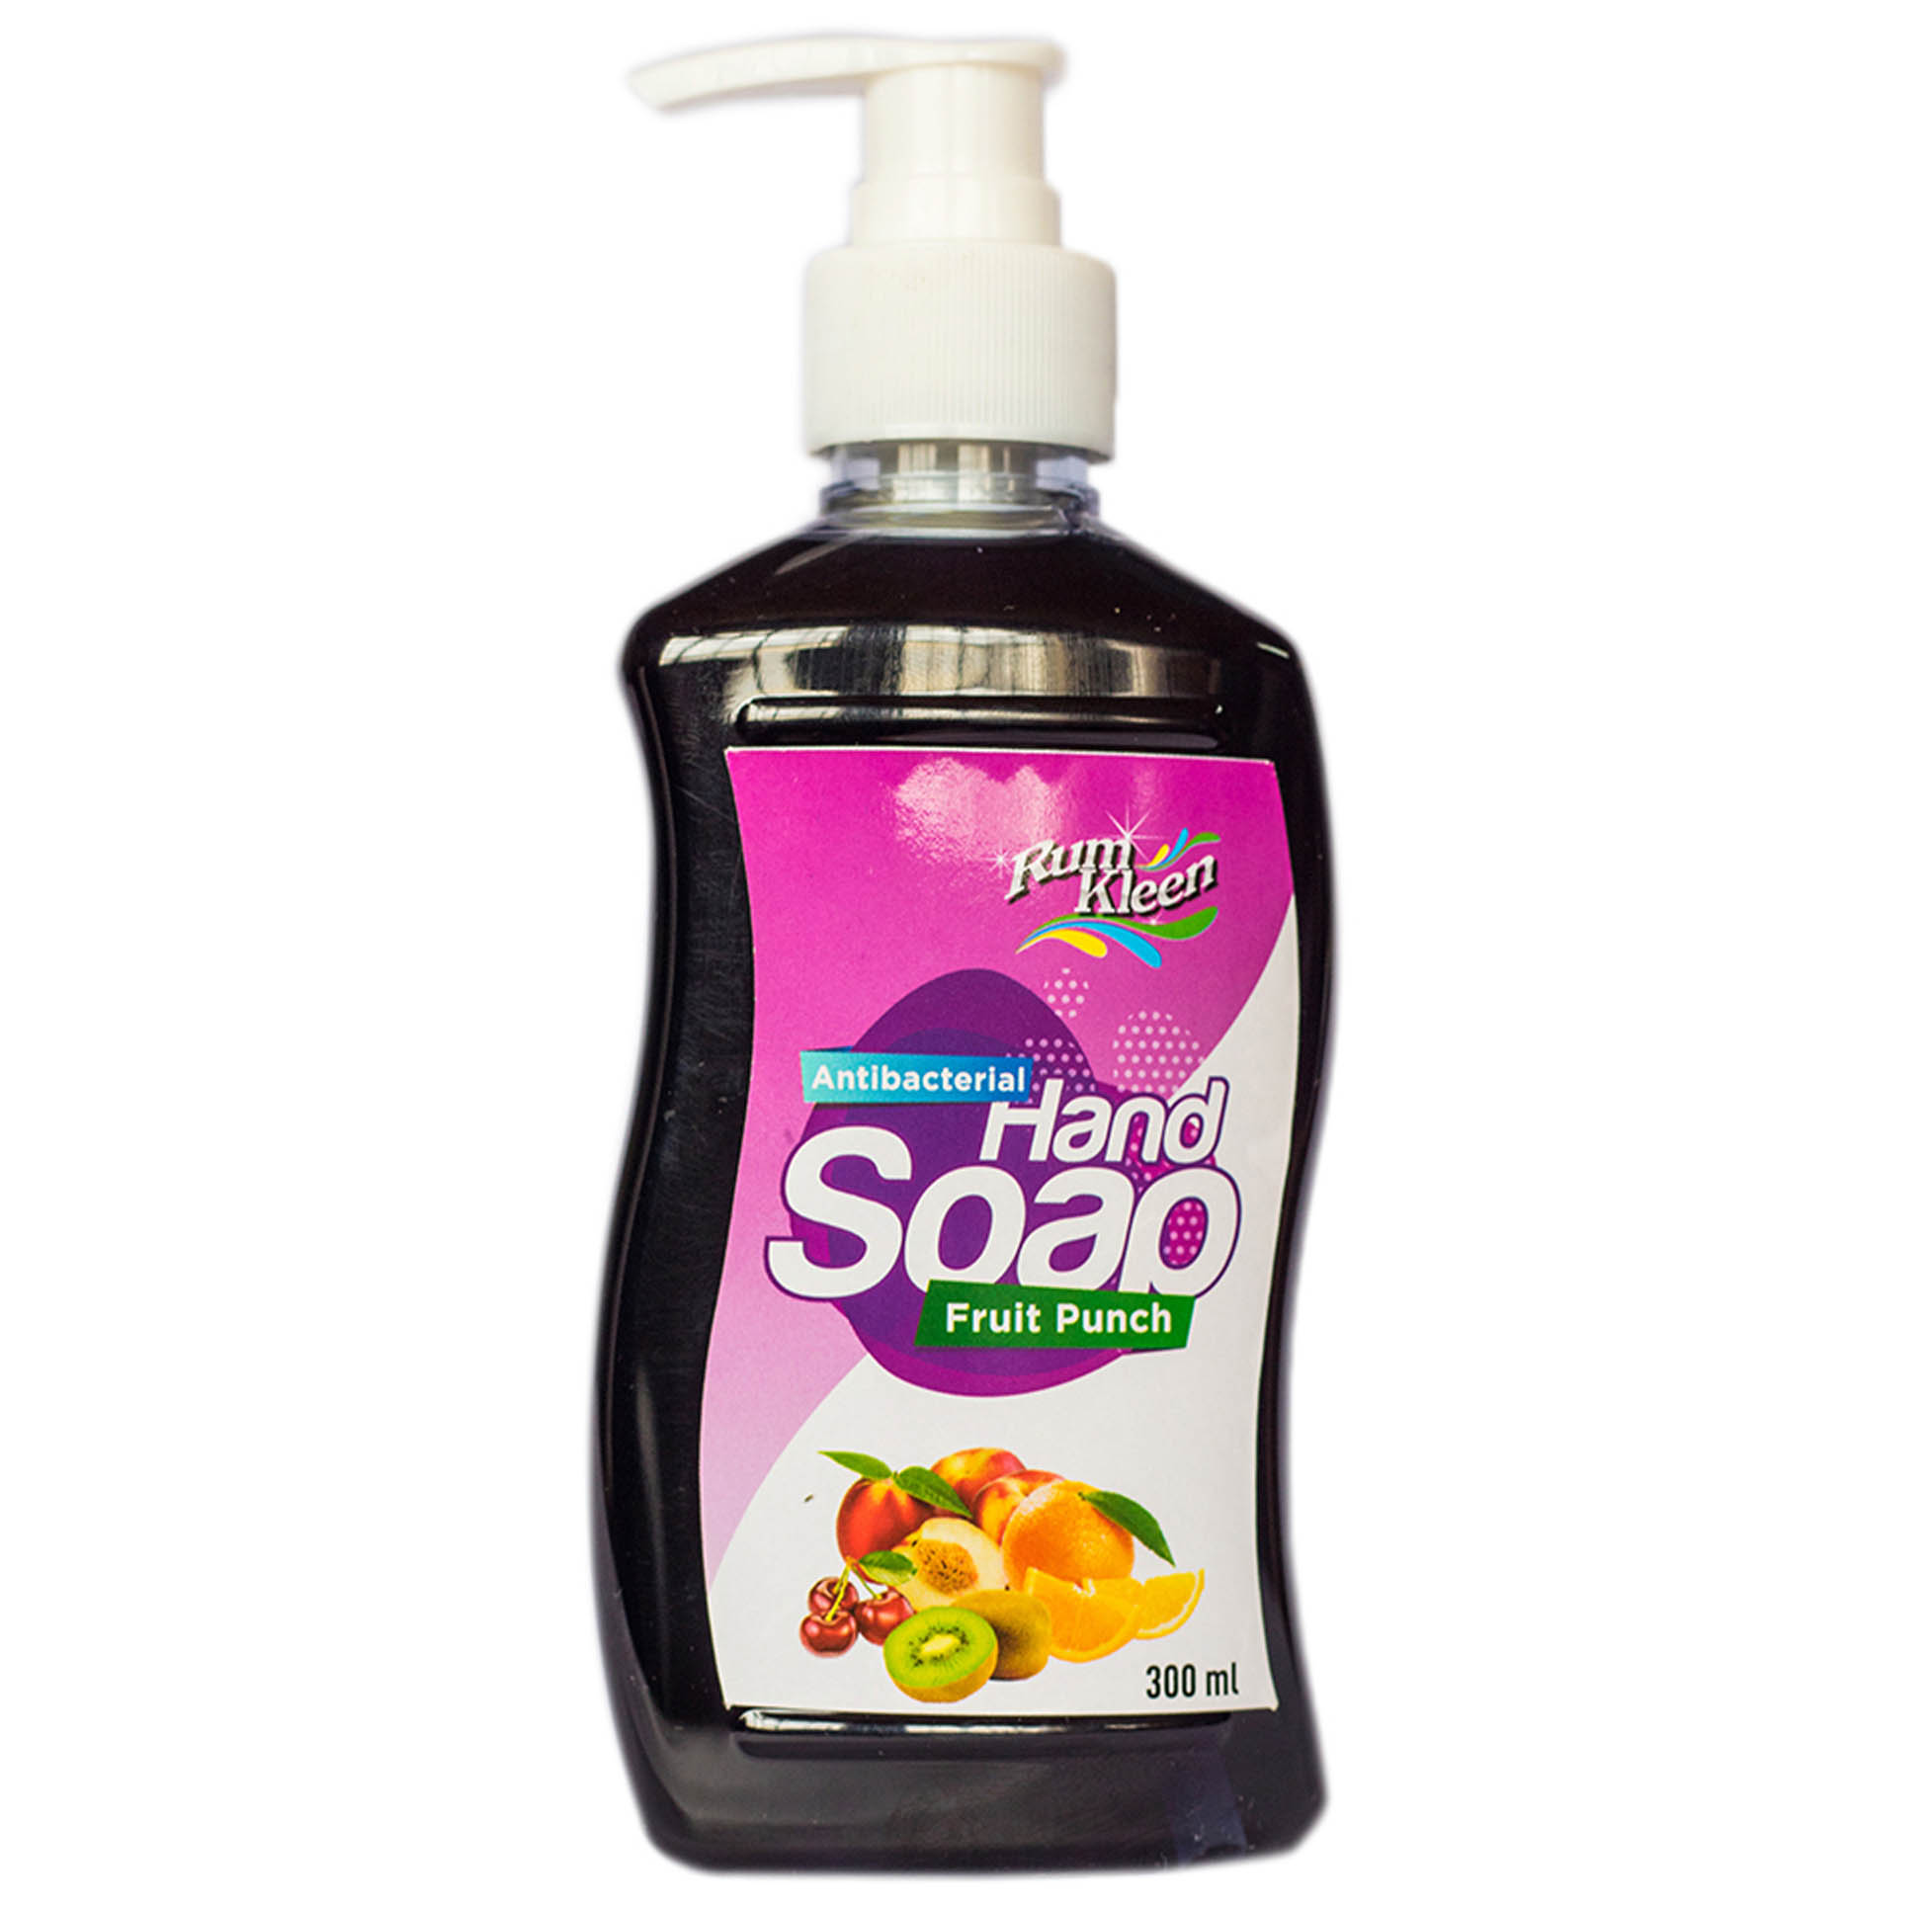 Rum
Kleen
Antibacterial
Hand
Soap
Fruit Punch
300 ml